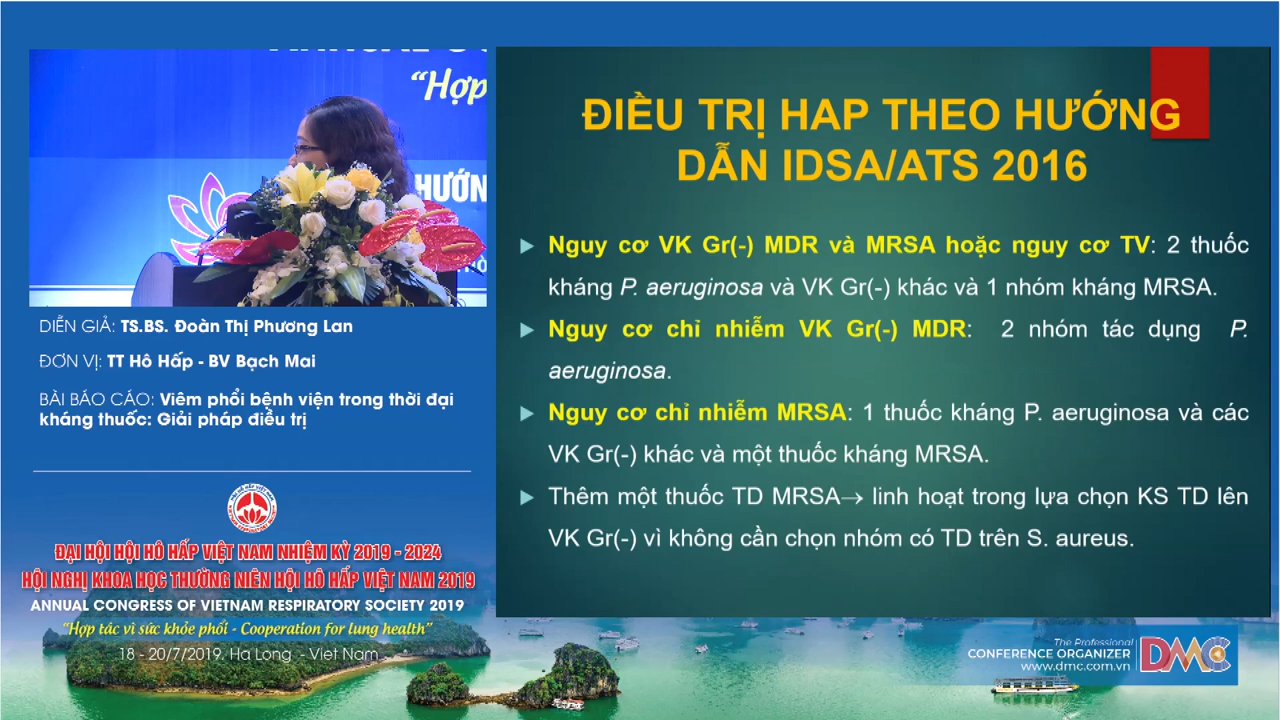 “Hợp
HƯỚN
DIỄN GIẢ: TS.BS. Đoàn Thị Phương Lan
ĐƠN VỊ: TT Hô Hấp - BV Bạch Mai
BÀI BÁO CÁO: Viêm phổi bệnh viện trong thời đại
kháng thuốc: Giải pháp điều trị
ĐẠI HỘI HỘI HÔ HẤP VIỆT NAM NHIỆM KỲ 2019 - 2024
HỘI NGHỊ KHOA HỌC THƯỜNG NIÊN HỘI HÔ HẤP VIỆT NAM 2019
ANNUAL CONGRESS OF VIETNAM RESPIRATORY SOCIETY 2019
“Hợp tác vì sức khỏe phổi - Cooperation for lung health”
18 - 20/7/2019. Ha Long - Viet Nam
ĐIỀU TRỊ HAP THEO HƯỚNG
DẪN IDSA/ATS 2016
Nguy cơ VK Gr(-) MDR và MRSA hoặc nguy cơ TV: 2 thuốc
kháng P. aeruginosa và VK Gr(-) khác và 1 nhóm kháng MRSA.
Nguy cơ chỉ nhiễm VK Gr(-) MDR: 2 nhóm tác dụng P.
aeruginosa.
Nguy cơ chỉ nhiễm MRSA: 1 thuốc kháng P. aeruginosa và các
VK Gr(-) khác và một thuốc kháng MRSA.
Thêm một thuốc TD MRSA→ linh hoạt trong lựa chọn KS TD lên
VK Gr(-) vì không cần chọn nhóm có TD trên S. aureus.
The Professional
CONFERENCE ORGANIZER
www.dmc.com.vn
DMC